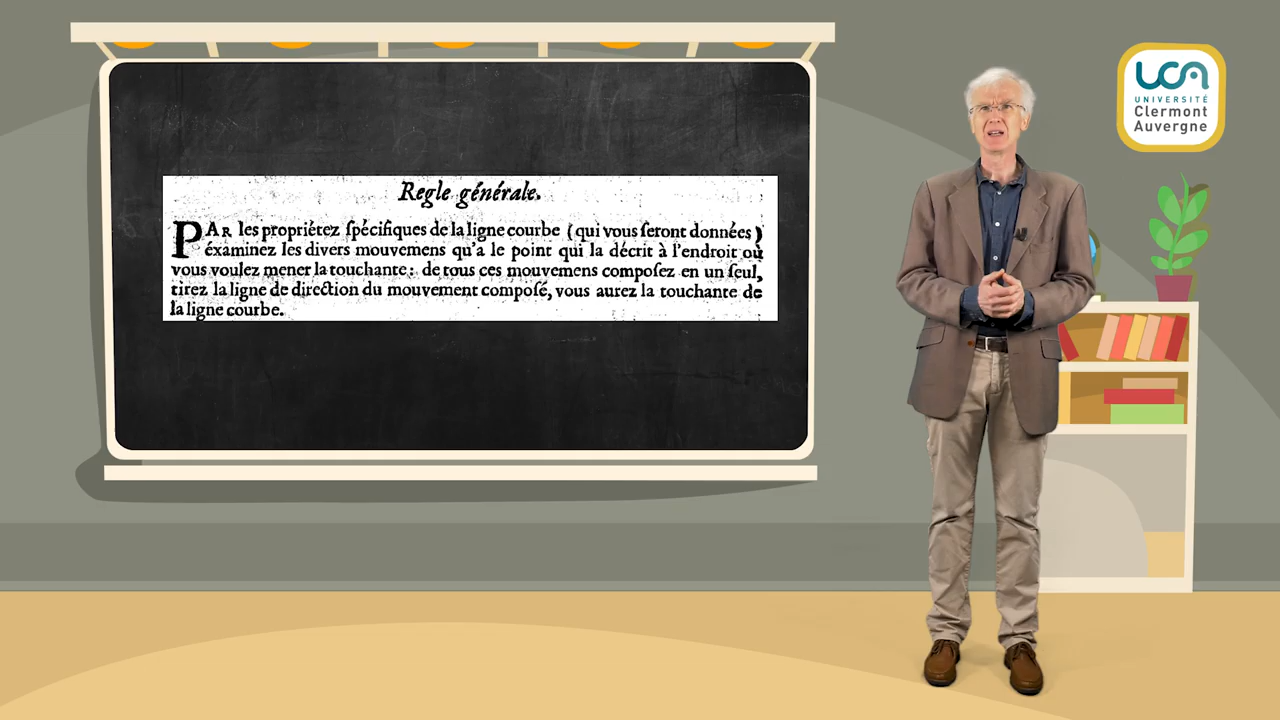 Regle générale.
PAR les propriétez ſpécifiques de la ligne courbe (qui vous ſeront données)
éxaminez les divers mouvemens qu'a le point qui la décrit à l'endroit où
vous voulez mener la touchante: de tous ces mouvemens compoſez en un ſeul,
tirez la ligne de direction du mouvement compoſé, vous aurez la touchante de
la ligne courbe.
UCA
UNIVERSITÉ
Clermont
Auvergne